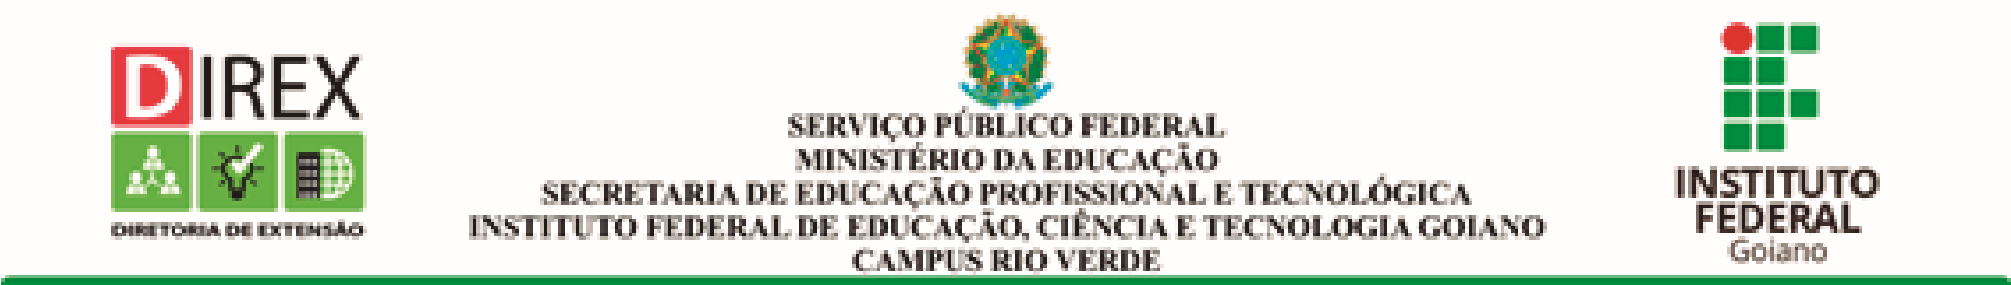 DIREX
DIRETORIA DE EXTENSÃO
SERVIÇO PÚBLICO FEDERAL
MINISTÉRIO DA EDUCAÇÃO
SECRETARIA DE EDUCAÇÃO PROFISSIONAL E TECNOLÓGICA
INSTITUTO FEDERAL DE EDUCAÇÃO, CIÊNCIA E TECNOLOGIA GOIANO
CAMPUS RIO VERDE
INSTITUTO
FEDERAL
Goiano